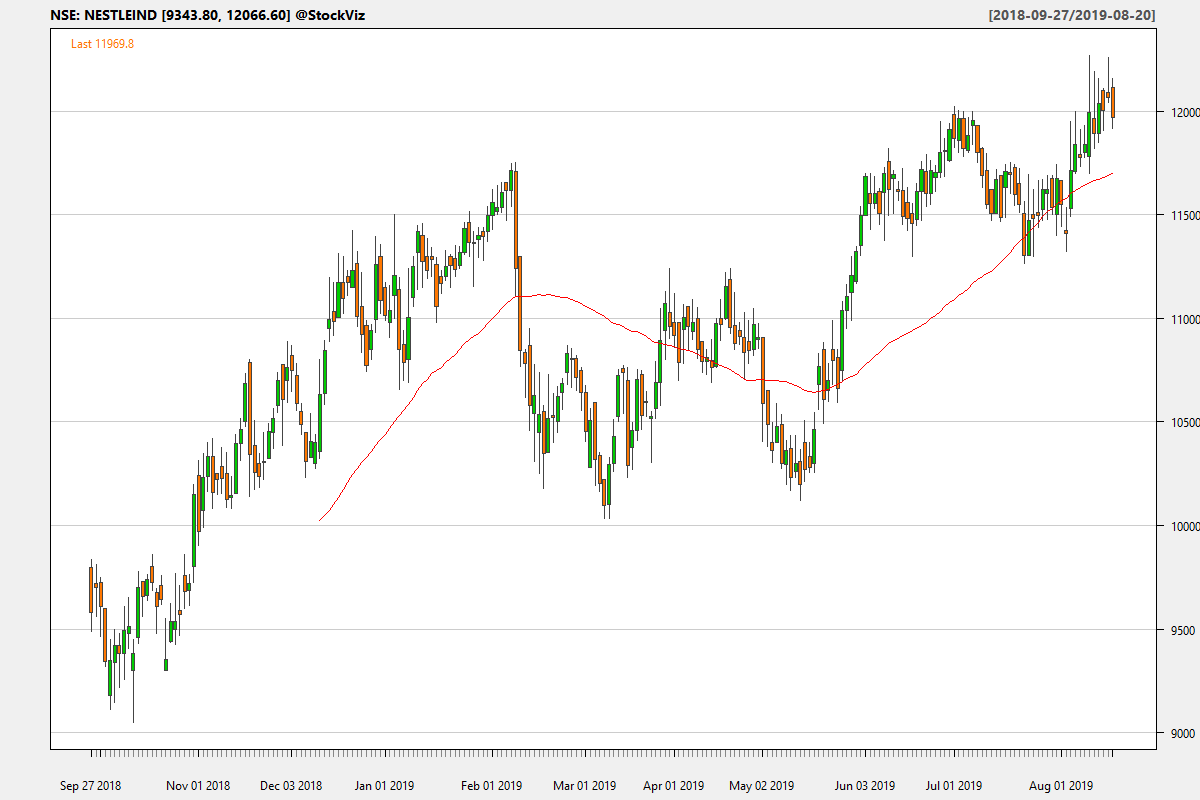 NSE: NESTLEIND [9343.80, 12066.60] @StockViz
[2018-09-27/2019-08-20]
Last 11969.8
12000
11500
11000
10500
10000
9500
9000
Sep 27 2018
Nov 01 2018
Dec 03 2018
Jan 01 2019
Feb 01 2019
Mar 01 2019
Apr 01 2019
May 02 2019
Jun 03 2019
Jul 01 2019
Aug 01 2019